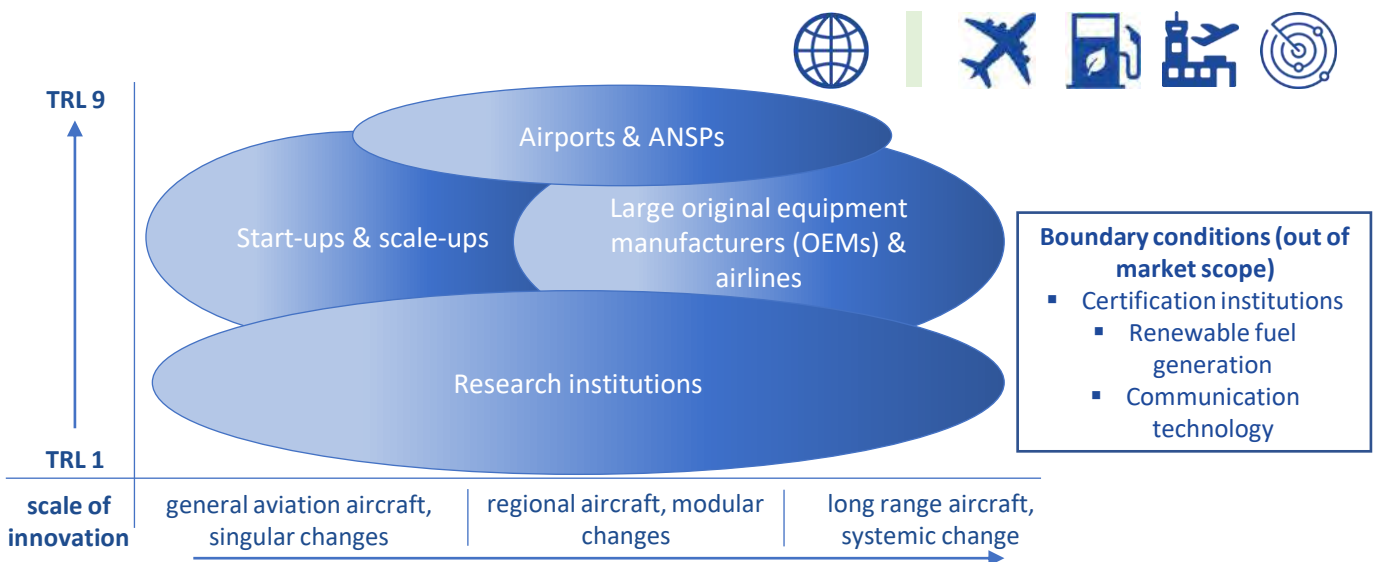 TRL 9
Airports & ANSPs
Start-ups & scale-ups
Large original equipment
manufacturers (OEMs) &
airlines
Research institutions
TRL 1
Boundary conditions (out of
market scope)
▪ Certification institutions
▪ Renewable fuel
generation
▪ Communication
technology
scale of
innovation
general aviation aircraft,
singular changes
regional aircraft, modular
changes
long range aircraft,
systemic change